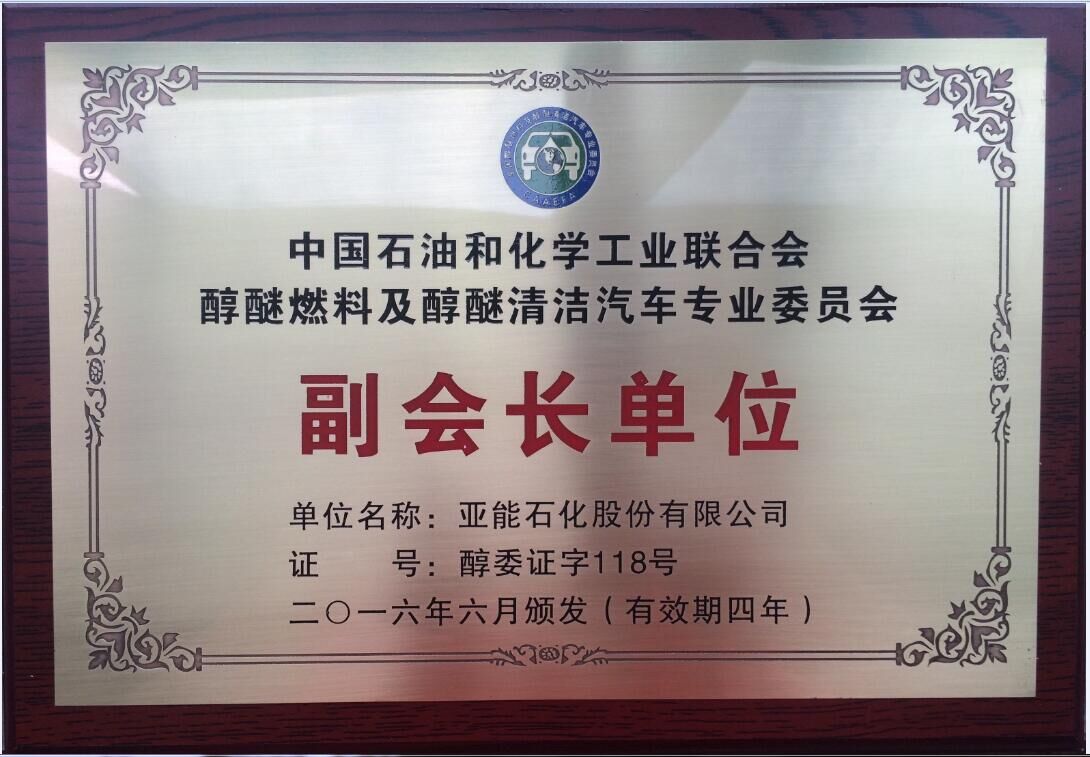 CAAEFA
中国石油和化学工业联合会
醇醚燃料及醇醚清洁汽车专业委员会
副会长单位
单位名称：亚能石化股份有限公司
证 号：醇委证字118号
二〇一六年六月颁发（有效期四年）